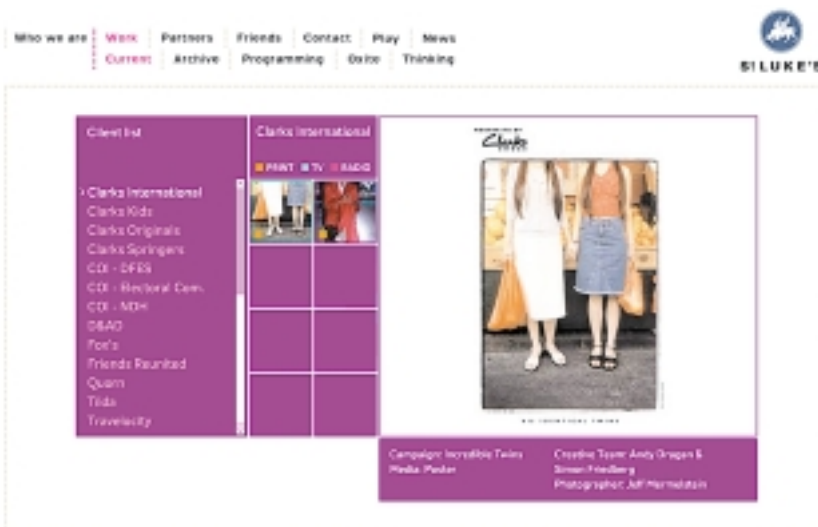 Who we are
Work
Partners
Friends
Contact
Play
News
Current
Archive
Programming
Thinking
ST LUKE'S
Client list
Clarks International
Clarks Kids
Clarks Originals
Clarks Springers
COI - DFES
COI - Electoral Com.
COI - NDH
D&AD
Fox's
Friends Reunited
Quorn
Tilda
Travelocity
Clarks International
PRINT
TV
RADIO
Clarks
Campaign: Incredible Twins
Media: Poster
Creative Team: Andy Dragan &
Simon Friedberg
Photographer: Jeff Mermelstein